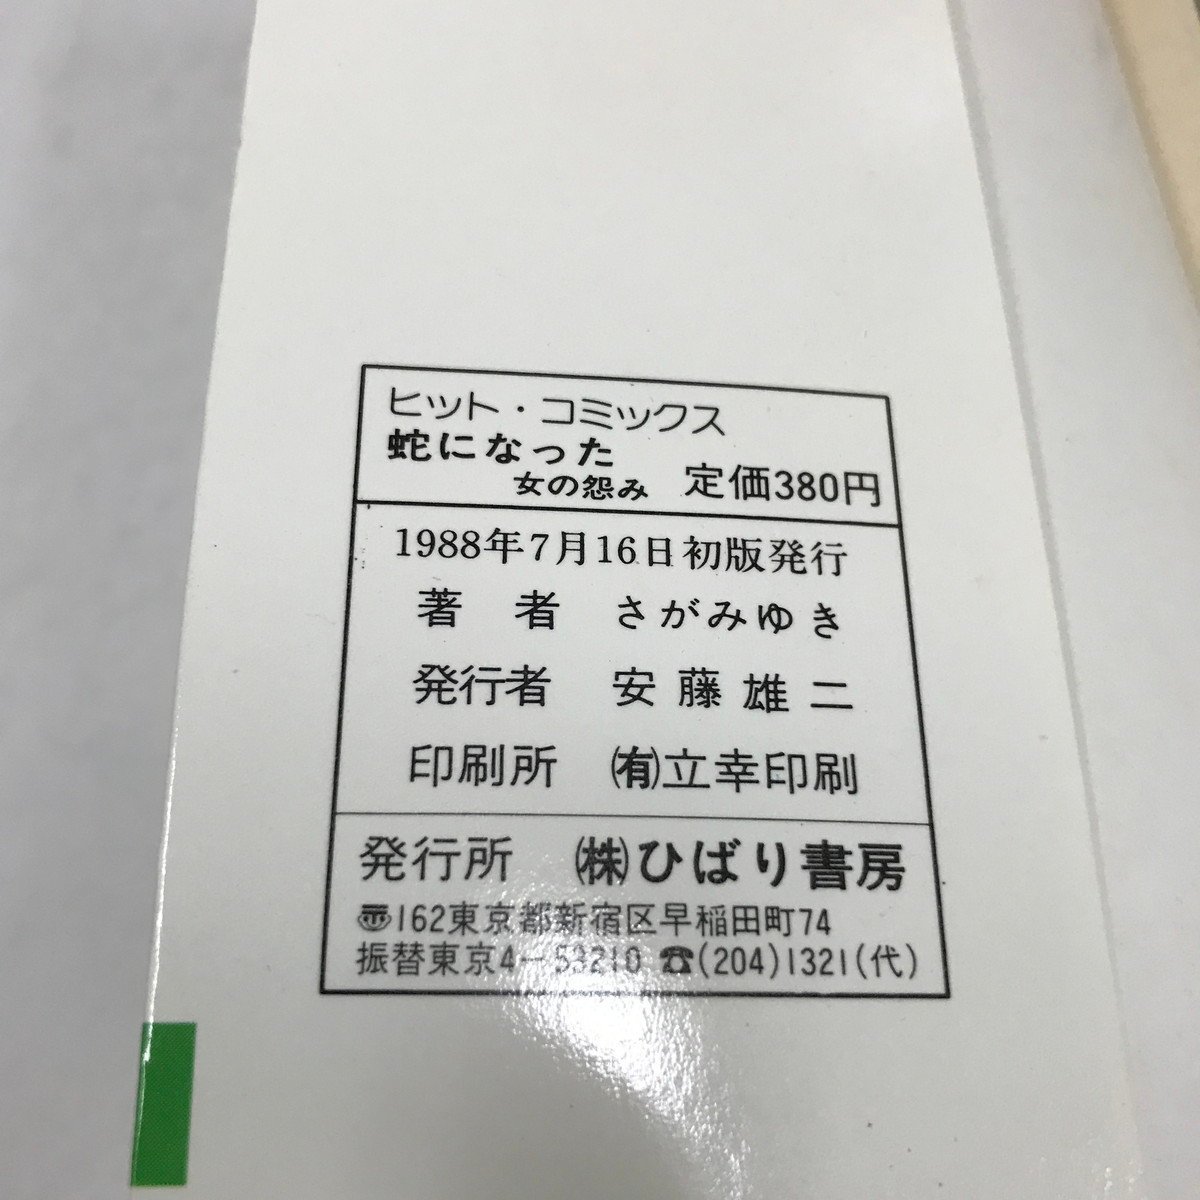 ヒット・コミックス
蛇になった
女の怨み 定価380円
1988年7月16日初版発行
著 者 さがみゆき
発行者 安藤雄二
印刷所 ㈲立幸印刷
発行所 ㈱ひばり書房
〠162東京都新宿区早稲田町74
振替東京4－53210 ☎(204)1321(代)